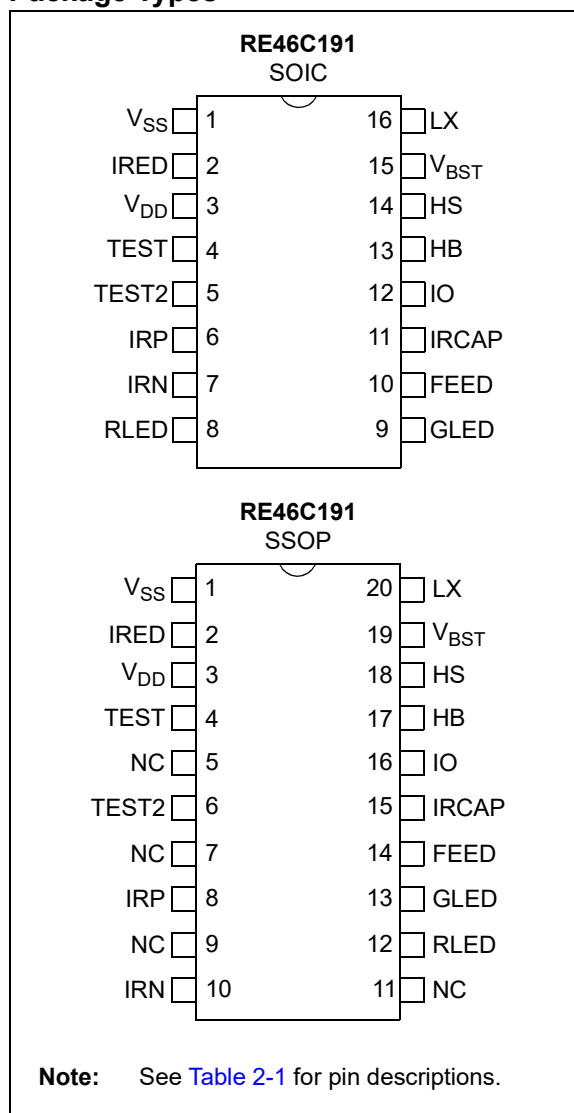 Package Types
RE46C191
SOIC
VSS 1 16 LX
IRED 2 15 VBST
VDD 3 14 HS
TEST 4 13 HB
TEST2 5 12 IO
IRP 6 11 IRCAP
IRN 7 10 FEED
RLED 8 9 GLED
RE46C191
SSOP
VSS 1 20 LX
IRED 2 19 VBST
VDD 3 18 HS
TEST 4 17 HB
NC 5 16 IO
TEST2 6 15 IRCAP
NC 7 14 FEED
IRP 8 13 GLED
NC 9 12 RLED
IRN 10 11 NC
Note: See Table 2-1 for pin descriptions.